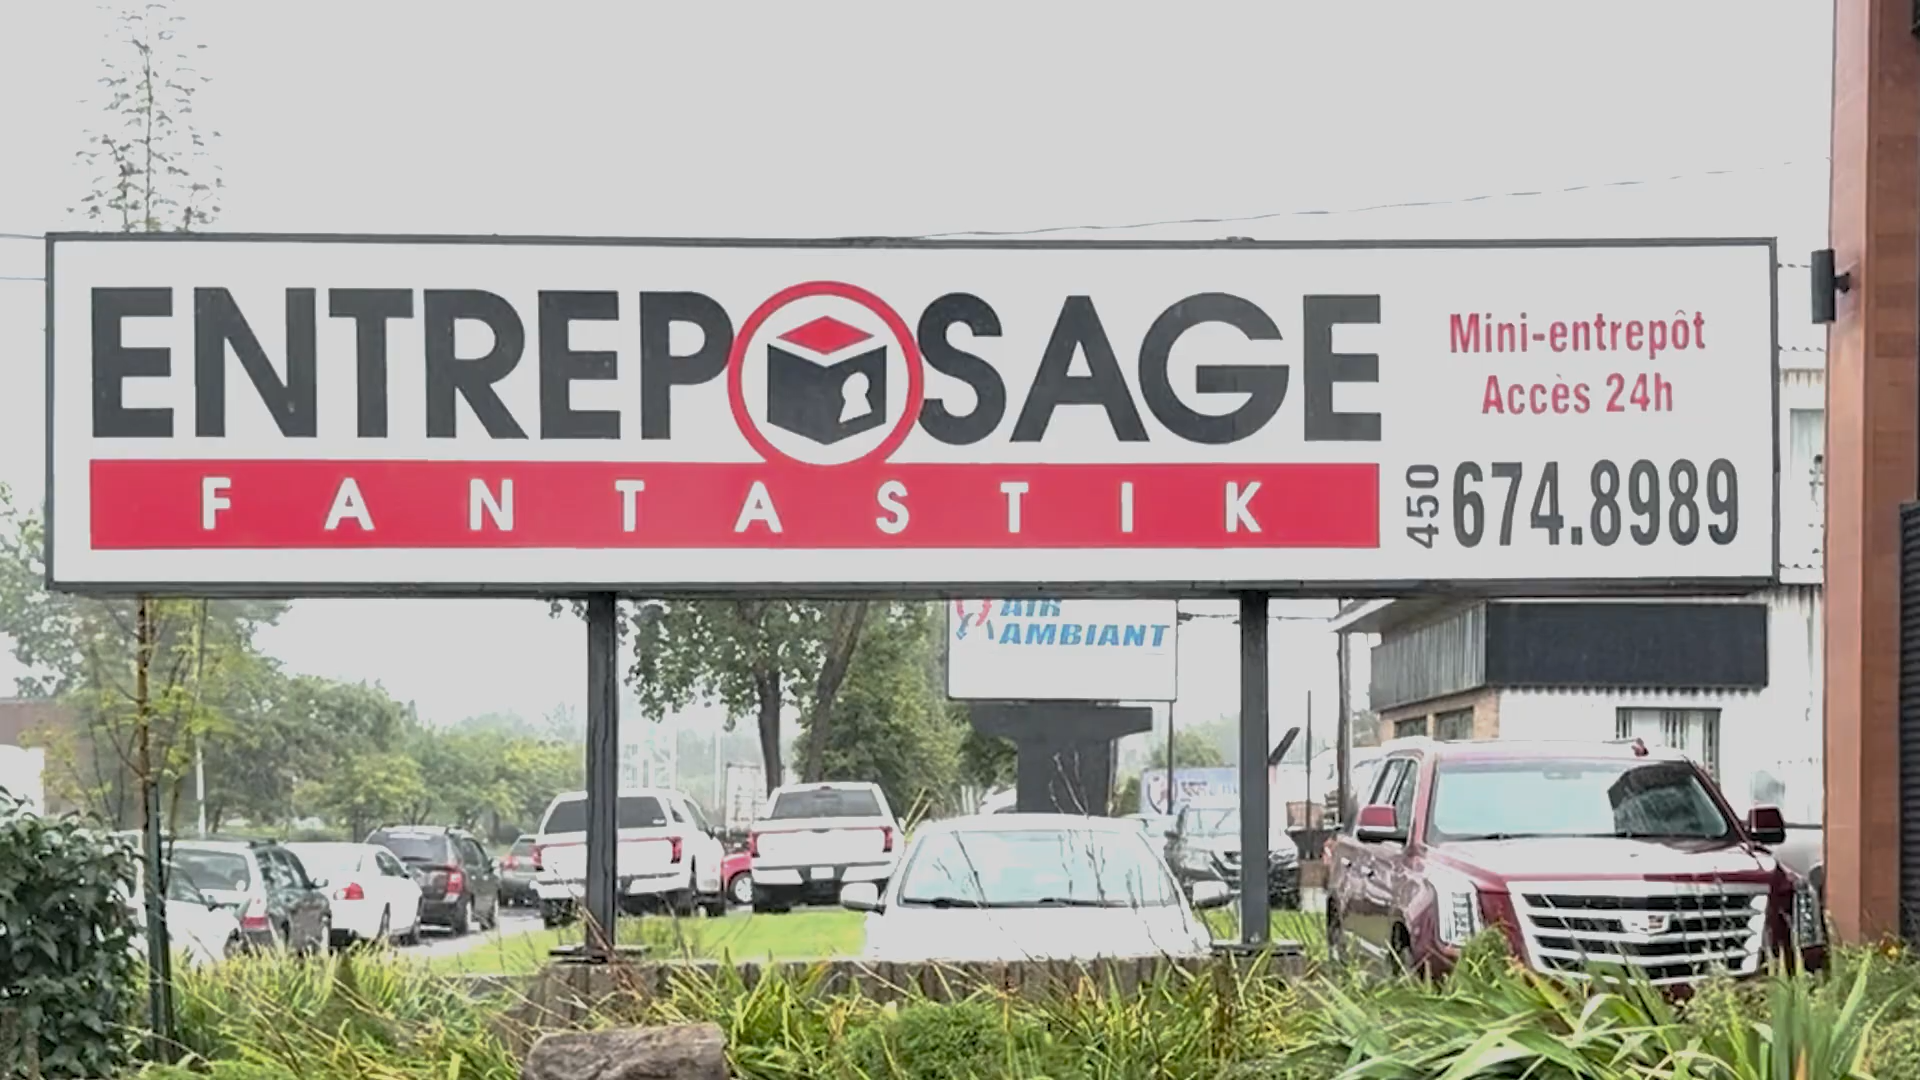 ENTREPOSAGE
FANTASTIK
Mini-entrepôt
Accès 24h
450 674.8989
AIR
AMBIANT